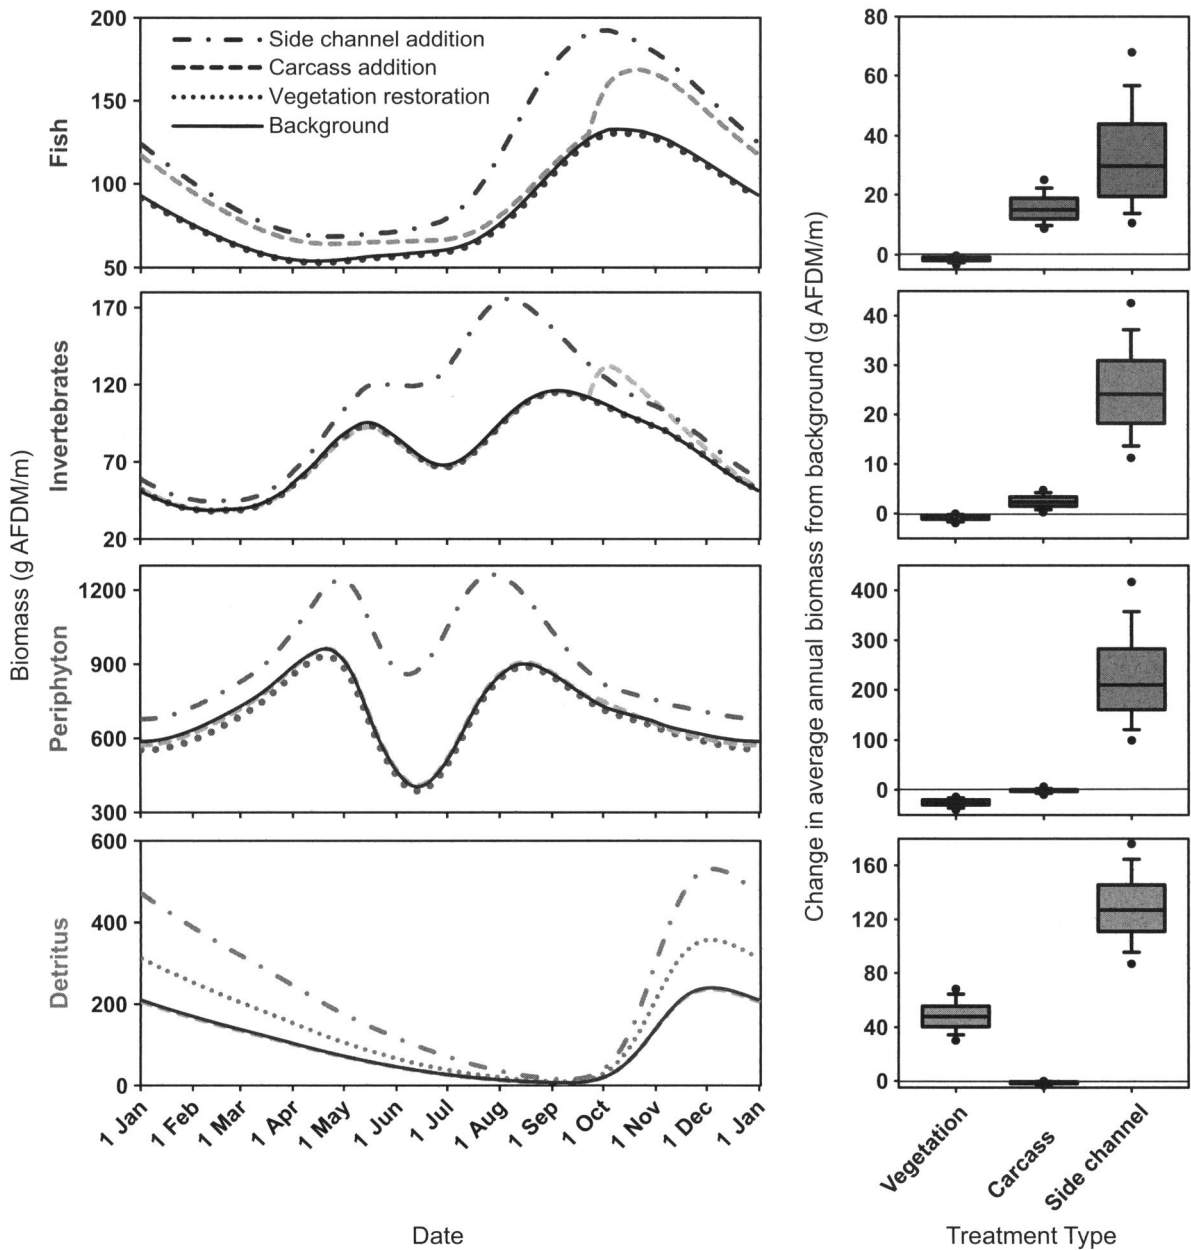 Biomass (g AFDM/m)
Fish
200
150
100
50
Side channel addition
Carcass addition
Vegetation restoration
Background
Invertebrates
170
120
70
20
Periphyton
1200
900
600
300
Detritus
600
400
200
0
1 Jan
1 Feb
1 Mar
1 Apr
1 May
1 Jun
1 Jul
1 Aug
1 Sep
1 Oct
1 Nov
1 Dec
1 Jan
Date
Change in average annual biomass from background (g AFDM/m)
80
60
40
20
0
40
30
20
10
0
400
300
200
100
0
160
120
80
40
0
Vegetation
Carcass
Side channel
Treatment Type